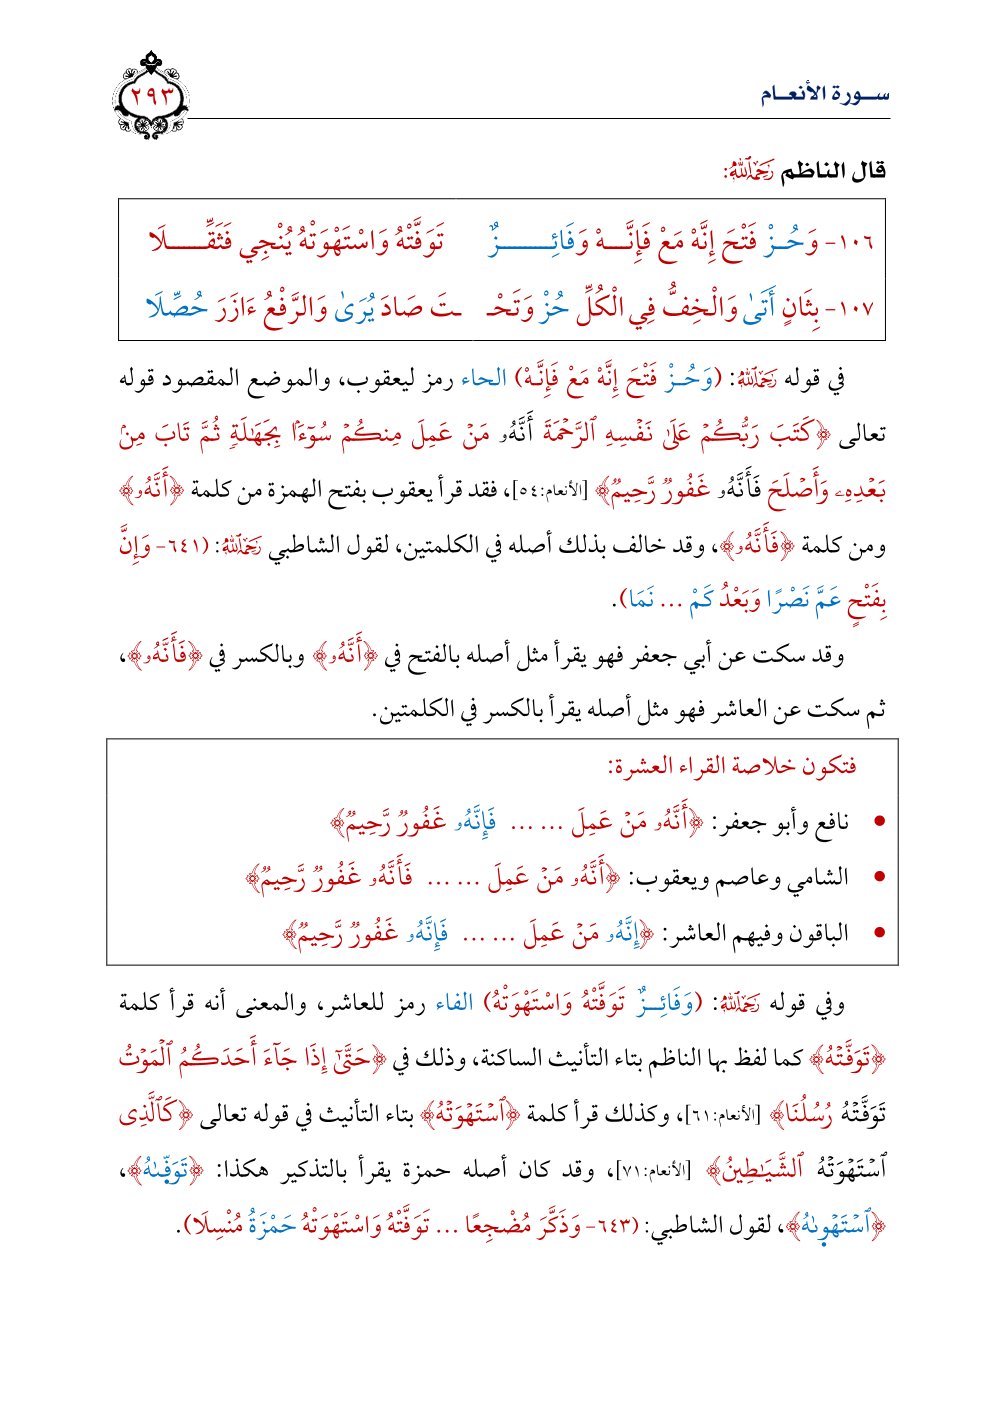 سـورة الأنعـام
٢٩٣
قال الناظم رَحِمَهُ ٱللَّهُ:
١٠٦- وَحُـزْ فَتْحَ إِنَّهْ مَعْ فَإِنَّـهْ وَفَائِـزٌ تَوَفَّتْهُ وَاسْتَهْوَتْهُ يُنْجِي فَثَقِّـلَا
١٠٧- بِثَانٍ أَتَىٰ وَالْخِفُّ فِي الْكُلِّ حُزْ وَتَحْـ ـتَ صَادَ يُرَىٰ وَالرَّفْعُ ءَازَرَ حُصِّلَا
في قوله رَحِمَهُ ٱللَّهُ: (وَحُـزْ فَتْحَ إِنَّهْ مَعْ فَإِنَّـهْ) الحاء رمز ليعقوب، والموضع المقصود قوله
تعالى ﴿كَتَبَ رَبُّكُمۡ عَلَىٰ نَفۡسِهِ ٱلرَّحۡمَةَ أَنَّهُۥ مَنۡ عَمِلَ مِنكُمۡ سُوٓءَۢا بِجَهَٰلَةٖ ثُمَّ تَابَ مِنۢ
بَعۡدِهِۦ وَأَصۡلَحَ فَأَنَّهُۥ غَفُورٞ رَّحِيمٞ﴾ [الأنعام:٥٤]، فقد قرأ يعقوب بفتح الهمزة من كلمة ﴿أَنَّهُۥ﴾
ومن كلمة ﴿فَأَنَّهُۥ﴾، وقد خالف بذلك أصله في الكلمتين، لقول الشاطبي رَحِمَهُ ٱللَّهُ: (٦٤١- وَإِنَّ
بِفَتْحٍ عَمَّ نَصْرًا وَبَعْدُ كَمْ ... نَمَا).
وقد سكت عن أبي جعفر فهو يقرأ مثل أصله بالفتح في ﴿أَنَّهُۥ﴾ وبالكسر في ﴿فَأَنَّهُۥ﴾،
ثم سكت عن العاشر فهو مثل أصله يقرأ بالكسر في الكلمتين.
فتكون خلاصة القراء العشرة:
• نافع وأبو جعفر: ﴿أَنَّهُۥ مَنۡ عَمِلَ ... ... فَإِنَّهُۥ غَفُورٞ رَّحِيمٞ﴾
• الشامي وعاصم ويعقوب: ﴿أَنَّهُۥ مَنۡ عَمِلَ ... ... فَأَنَّهُۥ غَفُورٞ رَّحِيمٞ﴾
• الباقون وفيهم العاشر: ﴿إِنَّهُۥ مَنۡ عَمِلَ ... ... فَإِنَّهُۥ غَفُورٞ رَّحِيمٞ﴾
وفي قوله رَحِمَهُ ٱللَّهُ: (وَفَائِـزٌ تَوَفَّتْهُ وَاسْتَهْوَتْهُ) الفاء رمز للعاشر، والمعنى أنه قرأ كلمة
﴿تَوَفَّتۡهُ﴾ كما لفظ بها الناظم بتاء التأنيث الساكنة، وذلك في ﴿حَتَّىٰٓ إِذَا جَآءَ أَحَدَكُمُ ٱلۡمَوۡتُ
تَوَفَّتۡهُ رُسُلُنَا﴾ [الأنعام:٦١]، وكذلك قرأ كلمة ﴿ٱسۡتَهۡوَتۡهُ﴾ بتاء التأنيث في قوله تعالى ﴿كَٱلَّذِي
ٱسۡتَهۡوَتۡهُ ٱلشَّيَٰطِينُ﴾ [الأنعام:٧١]، وقد كان أصله حمزة يقرأ بالتذكير هكذا: ﴿تَوَفَّىٰهُ﴾،
﴿ٱسۡتَهۡوَىٰهُ﴾، لقول الشاطبي: (٦٤٣- وَذَكَّرَ مُضْجِعًا ... تَوَفَّتْهُ وَاسْتَهْوَتْهُ حَمْزَةُ مُنْسِلَا).